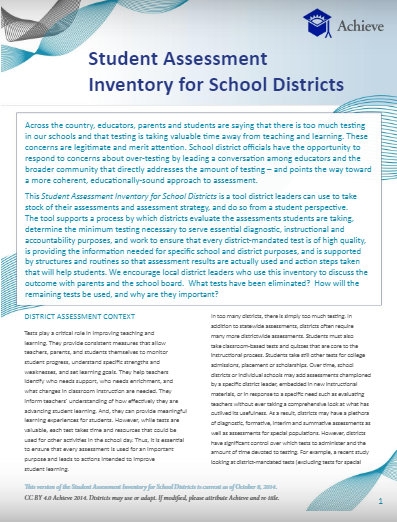 Achieve
Student Assessment
Inventory for School Districts
Across the country, educators, parents and students are saying that there is too much testing
in our schools and that testing is taking valuable time away from teaching and learning. These
concerns are legitimate and merit attention. School district officials have the opportunity to
respond to concerns about over-testing by leading a conversation among educators and the
broader community that directly addresses the amount of testing – and points the way toward
a more coherent, educationally-sound approach to assessment.
This Student Assessment Inventory for School Districts is a tool district leaders can use to take
stock of their assessments and assessment strategy, and do so from a student perspective.
The tool supports a process by which districts evaluate the assessments students are taking,
determine the minimum testing necessary to serve essential diagnostic, instructional and
accountability purposes, and work to ensure that every district-mandated test is of high quality,
is providing the information needed for specific school and district purposes, and is supported
by structures and routines so that assessment results are actually used and action steps taken
that will help students. We encourage local district leaders who use this inventory to discuss the
outcome with parents and the school board. What tests have been eliminated? How will the
remaining tests be used, and why are they important?
DISTRICT ASSESSMENT CONTEXT
Tests play a critical role in improving teaching and
learning. They provide consistent measures that allow
teachers, parents, and students themselves to monitor
student progress, understand specific strengths and
weaknesses, and set learning goals. They help teachers
identify who needs support, who needs enrichment, and
what changes in classroom instruction are needed. They
inform teachers' understanding of how effectively they are
advancing student learning. And, they can provide meaningful
learning experiences for students. However, while tests are
valuable, each test takes time and resources that could be
used for other activities in the school day. Thus, it is essential
to ensure that every assessment is used for an important
purpose and leads to actions intended to improve
student learning.
In too many districts, there is simply too much testing. In
addition to statewide assessments, districts often require
many more districtwide assessments. Students must also
take classroom-based tests and quizzes that are core to the
instructional process. Students take still other tests for college
admissions, placement or scholarships. Over time, school
districts or individual schools may add assessments championed
by a specific district leader, embedded in new instructional
materials, or in response to a specific need such as evaluating
teachers without ever taking a comprehensive look at what has
outlived its usefulness. As a result, districts may have a plethora
of diagnostic, formative, interim and summative assessments as
well as assessments for special populations. However, districts
have significant control over which tests to administer and the
amount of time devoted to testing. For example, a recent study
looking at district-mandated tests (excluding tests for special
This version of the Student Assessment Inventory for School Districts is current as of October 8, 2014.
CC BY 4.0 Achieve 2014. Districts may use or adapt. If modified, please attribute Achieve and re-title.
1